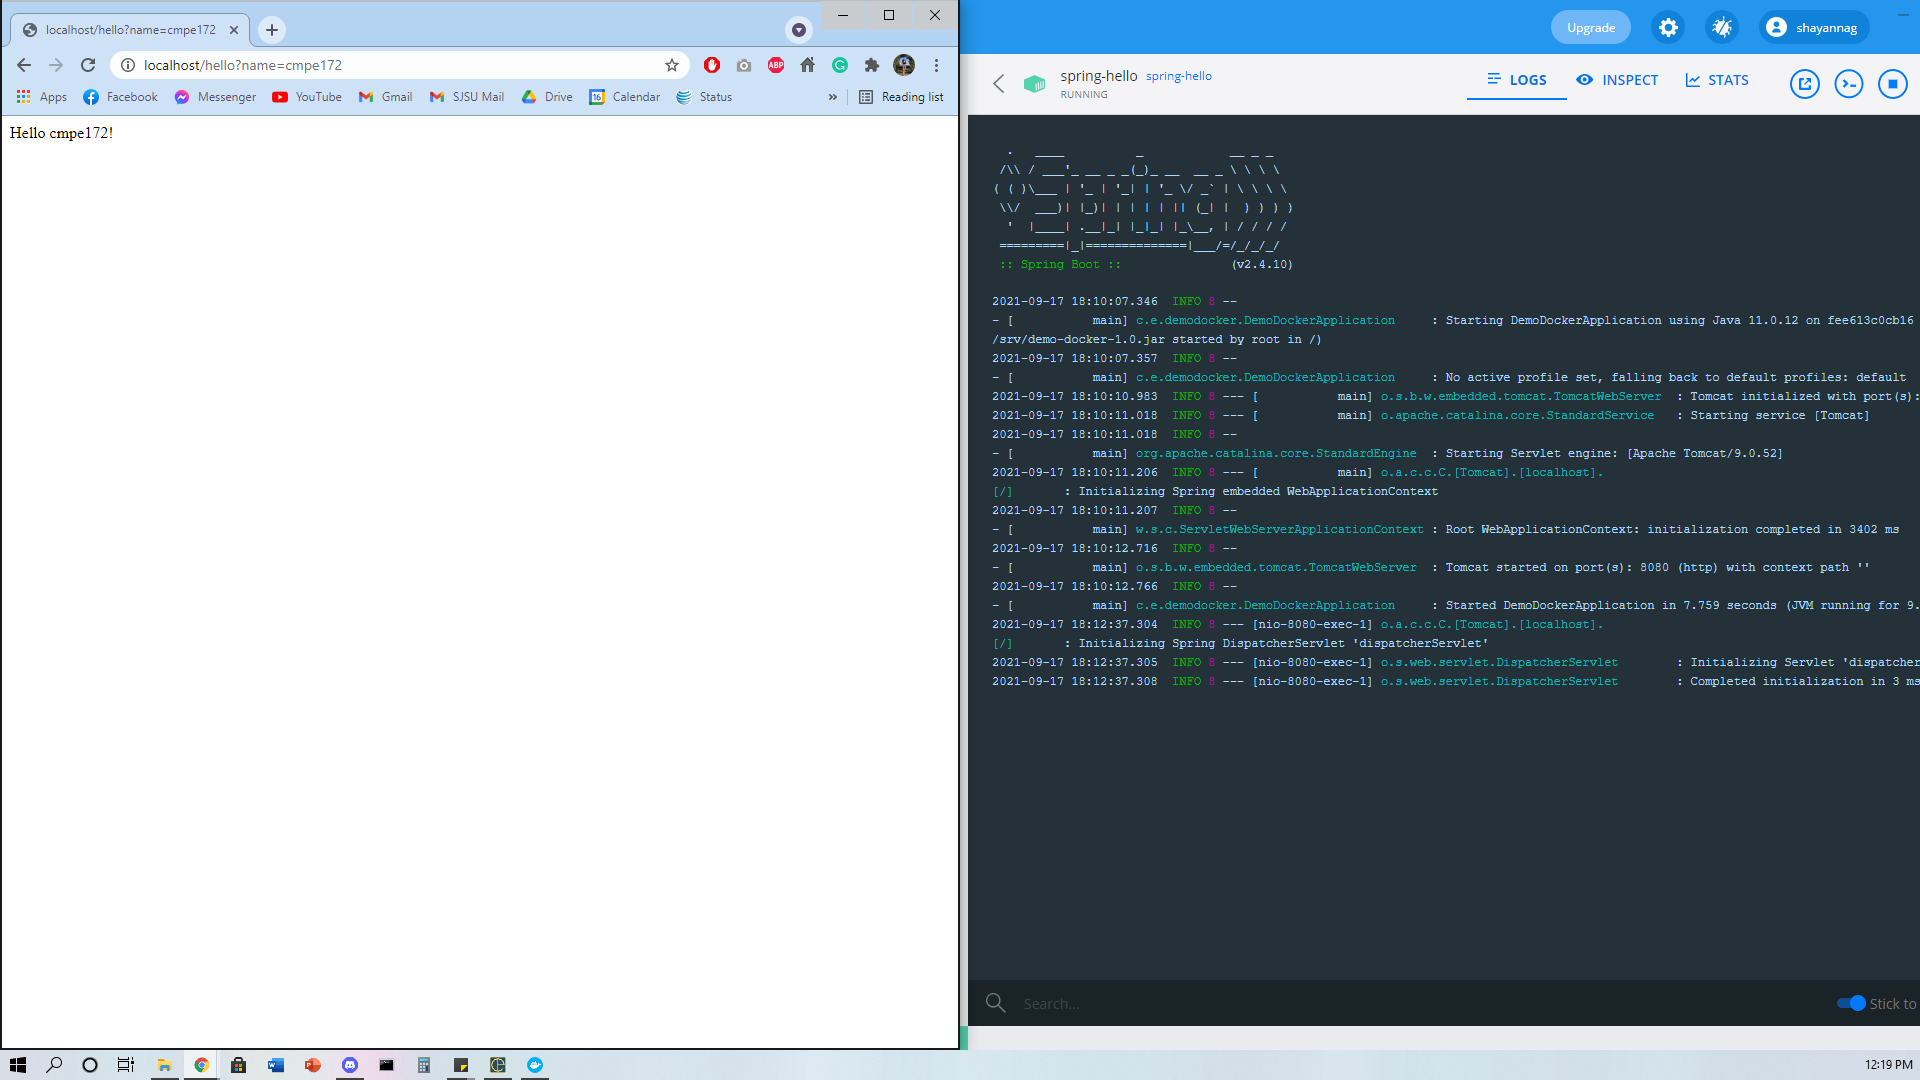 localhost/hello?name=cmpe172
localhost/hello?name=cmpe172
ABP
Apps Facebook Messenger YouTube Gmail SJSU Mail Drive 16 Calendar Status » Reading list
Hello cmpe172!
Upgrade shayannag
spring-hello spring-hello
RUNNING
LOGS INSPECT STATS
  .   ____          _            __ _ _
 /\\ / ___'_ __ _ _(_)_ __  __ _ \ \ \ \
( ( )\___ | '_ | '_| | '_ \/ _` | \ \ \ \
 \\/  ___)| |_)| | | | | || (_| |  ) ) ) )
  '  |____| .__|_| |_|_| |_\__, | / / / /
 =========|_|==============|___/=/_/_/_/
 :: Spring Boot ::                (v2.4.10)
2021-09-17 18:10:07.346  INFO 8 --
- [           main] c.e.demodocker.DemoDockerApplication     : Starting DemoDockerApplication using Java 11.0.12 on fee613c0cb16
/srv/demo-docker-1.0.jar started by root in /)
2021-09-17 18:10:07.357  INFO 8 --
- [           main] c.e.demodocker.DemoDockerApplication     : No active profile set, falling back to default profiles: default
2021-09-17 18:10:10.983  INFO 8 --- [           main] o.s.b.w.embedded.tomcat.TomcatWebServer  : Tomcat initialized with port(s):
2021-09-17 18:10:11.018  INFO 8 --- [           main] o.apache.catalina.core.StandardService   : Starting service [Tomcat]
2021-09-17 18:10:11.018  INFO 8 --
- [           main] org.apache.catalina.core.StandardEngine  : Starting Servlet engine: [Apache Tomcat/9.0.52]
2021-09-17 18:10:11.206  INFO 8 --- [           main] o.a.c.c.C.[Tomcat].[localhost].
[/]       : Initializing Spring embedded WebApplicationContext
2021-09-17 18:10:11.207  INFO 8 --
- [           main] w.s.c.ServletWebServerApplicationContext : Root WebApplicationContext: initialization completed in 3402 ms
2021-09-17 18:10:12.716  INFO 8 --
- [           main] o.s.b.w.embedded.tomcat.TomcatWebServer  : Tomcat started on port(s): 8080 (http) with context path ''
2021-09-17 18:10:12.766  INFO 8 --
- [           main] c.e.demodocker.DemoDockerApplication     : Started DemoDockerApplication in 7.759 seconds (JVM running for 9.
2021-09-17 18:12:37.304  INFO 8 --- [nio-8080-exec-1] o.a.c.c.C.[Tomcat].[localhost].
[/]       : Initializing Spring DispatcherServlet 'dispatcherServlet'
2021-09-17 18:12:37.305  INFO 8 --- [nio-8080-exec-1] o.s.web.servlet.DispatcherServlet        : Initializing Servlet 'dispatcher
2021-09-17 18:12:37.308  INFO 8 --- [nio-8080-exec-1] o.s.web.servlet.DispatcherServlet        : Completed initialization in 3 ms
Search... Stick to
12:19 PM